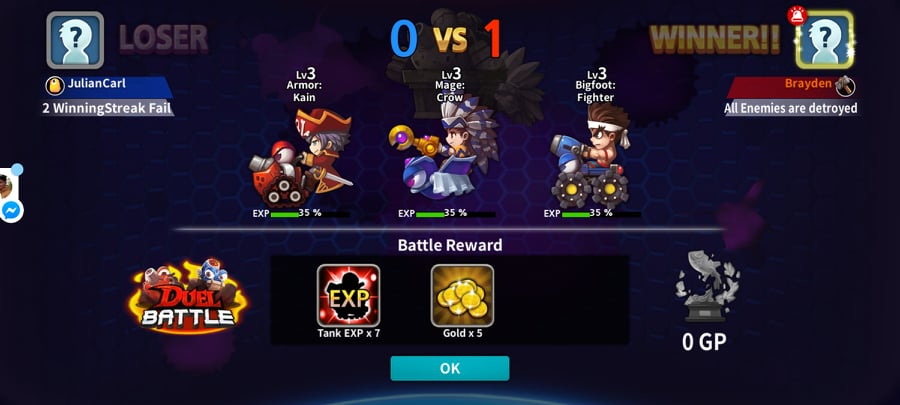 LOSER
0 VS 1
WINNER!!
JulianCarl
2 WinningStreak Fail
Brayden
All Enemies are detroyed
Lv3
Armor:
Kain
Lv3
Mage:
Crow
Lv3
Bigfoot:
Fighter
EXP 35 %
EXP 35 %
EXP 35 %
Battle Reward
DUEL
BATTLE
EXP
Tank EXP x 7
Gold x 5
0 GP
OK